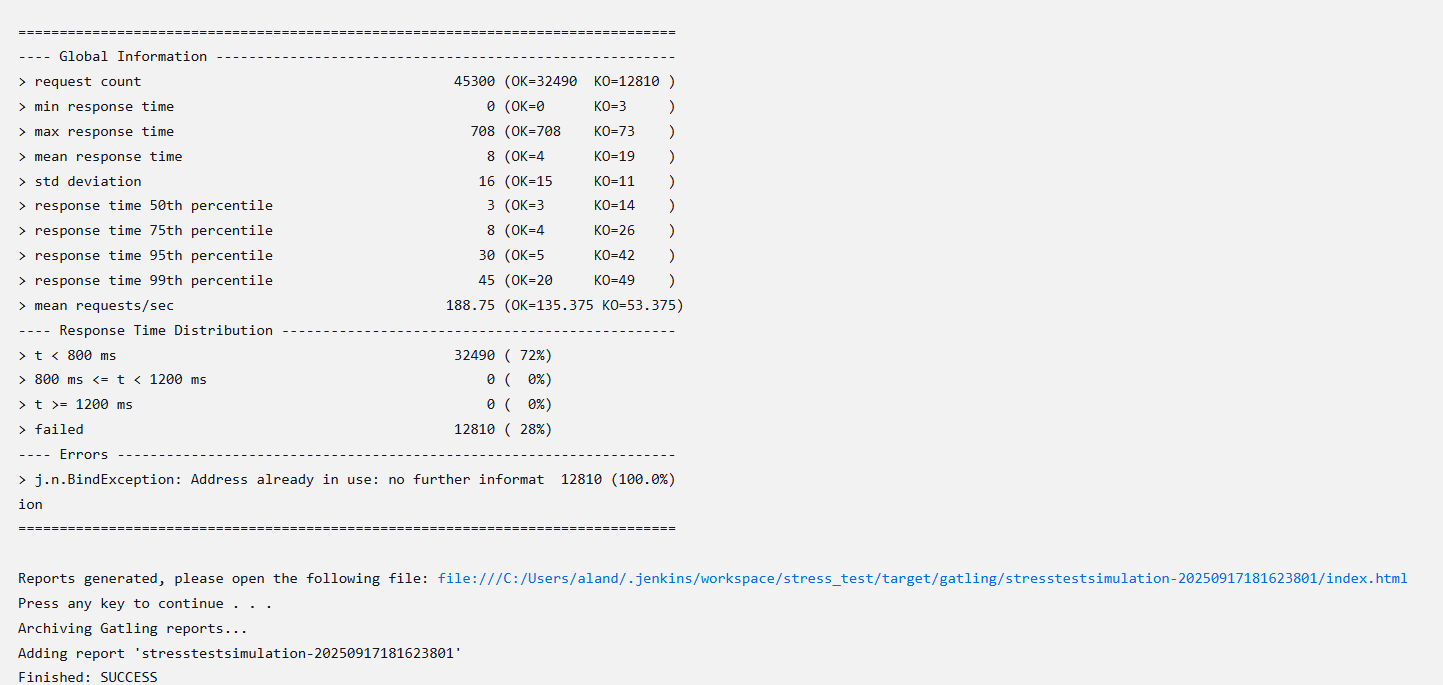 ================================================================================
---- Global Information --------------------------------------------------------
> request count                                      45300 (OK=32490  KO=12810 )
> min response time                                      0 (OK=0      KO=3     )
> max response time                                    708 (OK=708    KO=73    )
> mean response time                                     8 (OK=4      KO=19    )
> std deviation                                         16 (OK=15     KO=11    )
> response time 50th percentile                          3 (OK=3      KO=14    )
> response time 75th percentile                          8 (OK=4      KO=26    )
> response time 95th percentile                         30 (OK=5      KO=42    )
> response time 99th percentile                         45 (OK=20     KO=49    )
> mean requests/sec                                 188.75 (OK=135.375 KO=53.375)
---- Response Time Distribution ------------------------------------------------
> t < 800 ms                                         32490 ( 72%)
> 800 ms <= t < 1200 ms                                  0 (  0%)
> t >= 1200 ms                                           0 (  0%)
> failed                                             12810 ( 28%)
---- Errors --------------------------------------------------------------------
> j.n.BindException: Address already in use: no further informat  12810 (100.0%)
ion
================================================================================
Reports generated, please open the following file: file:///C:/Users/aland/.jenkins/workspace/stress_test/target/gatling/stresstestsimulation-20250917181623801/index.html
Press any key to continue . . .
Archiving Gatling reports...
Adding report 'stresstestsimulation-20250917181623801'
Finished: SUCCESS